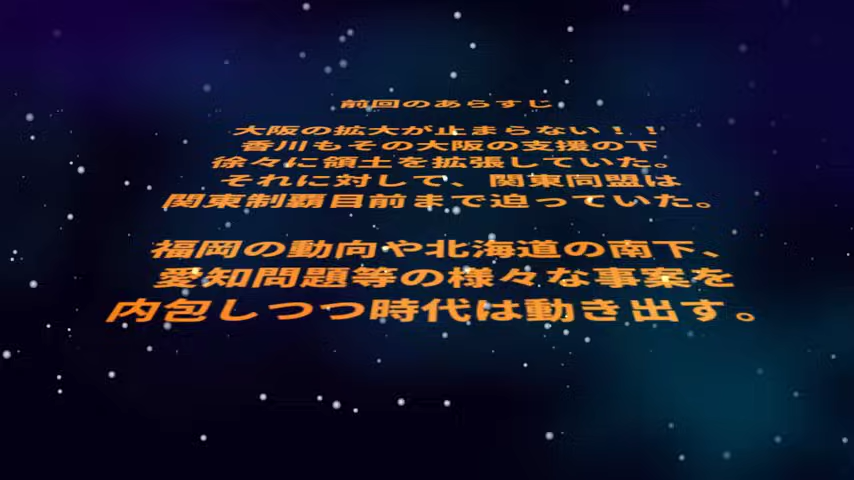 前回のあらすじ
大阪の拡大が止まらない！！
香川もその大阪の支援の下
徐々に領土を拡張していた。
それに対して、関東同盟は
関東制覇目前まで迫っていた。
福岡の動向や北海道の南下、
愛知問題等の様々な事案を
内包しつつ時代は動き出す。